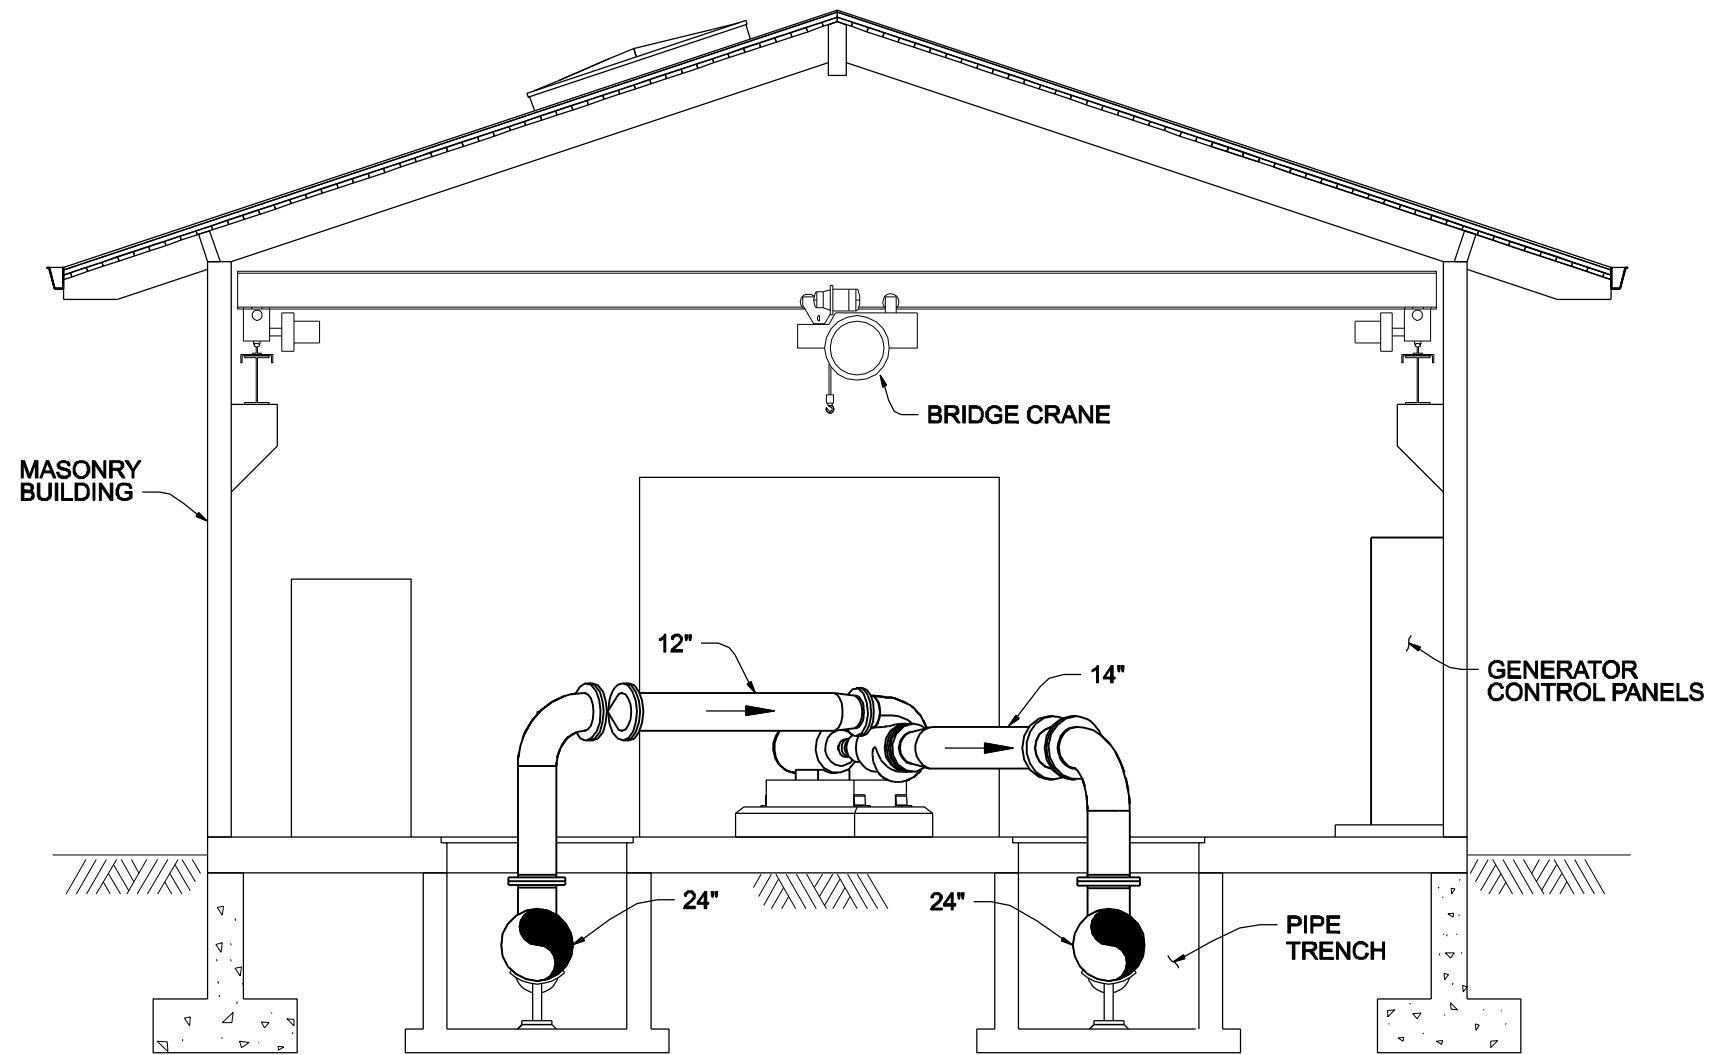 BRIDGE CRANE
MASONRY
BUILDING
12"
14"
GENERATOR
CONTROL PANELS
24"
24"
PIPE
TRENCH